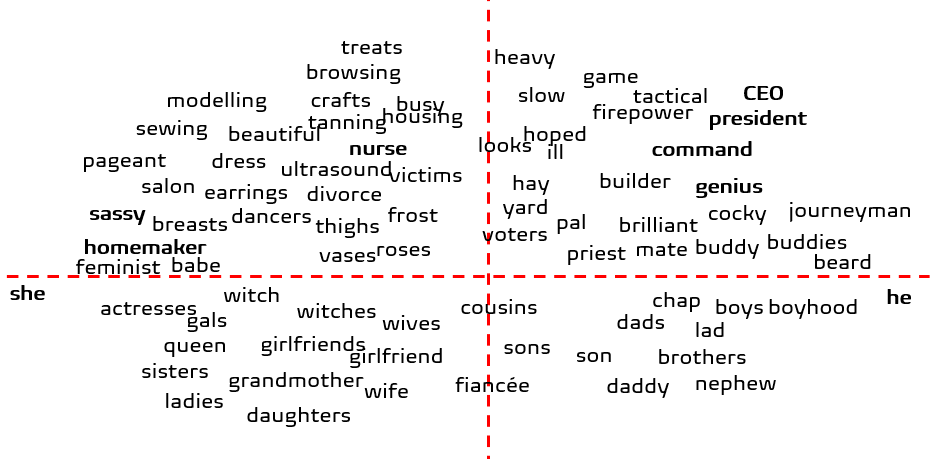 treats
heavy
browsing
game
CEO
modelling
crafts
busy
slow
tactical
housing
firepower
president
sewing
beautiful
tanning
looks
hoped
nurse
ill
command
pageant
dress
ultrasound
victims
salon
earrings
divorce
hay
builder
genius
sassy
breasts
dancers
thighs
frost
yard
pal
brilliant
cocky
journeyman
voters
homemaker
vases
roses
priest
mate
buddy
buddies
feminist
babe
beard
she
he
witch
actresses
witches
cousins
chap
boys
boyhood
gals
wives
dads
lad
queen
girlfriends
girlfriend
sons
son
brothers
sisters
grandmother
wife
fiancée
daddy
nephew
ladies
daughters